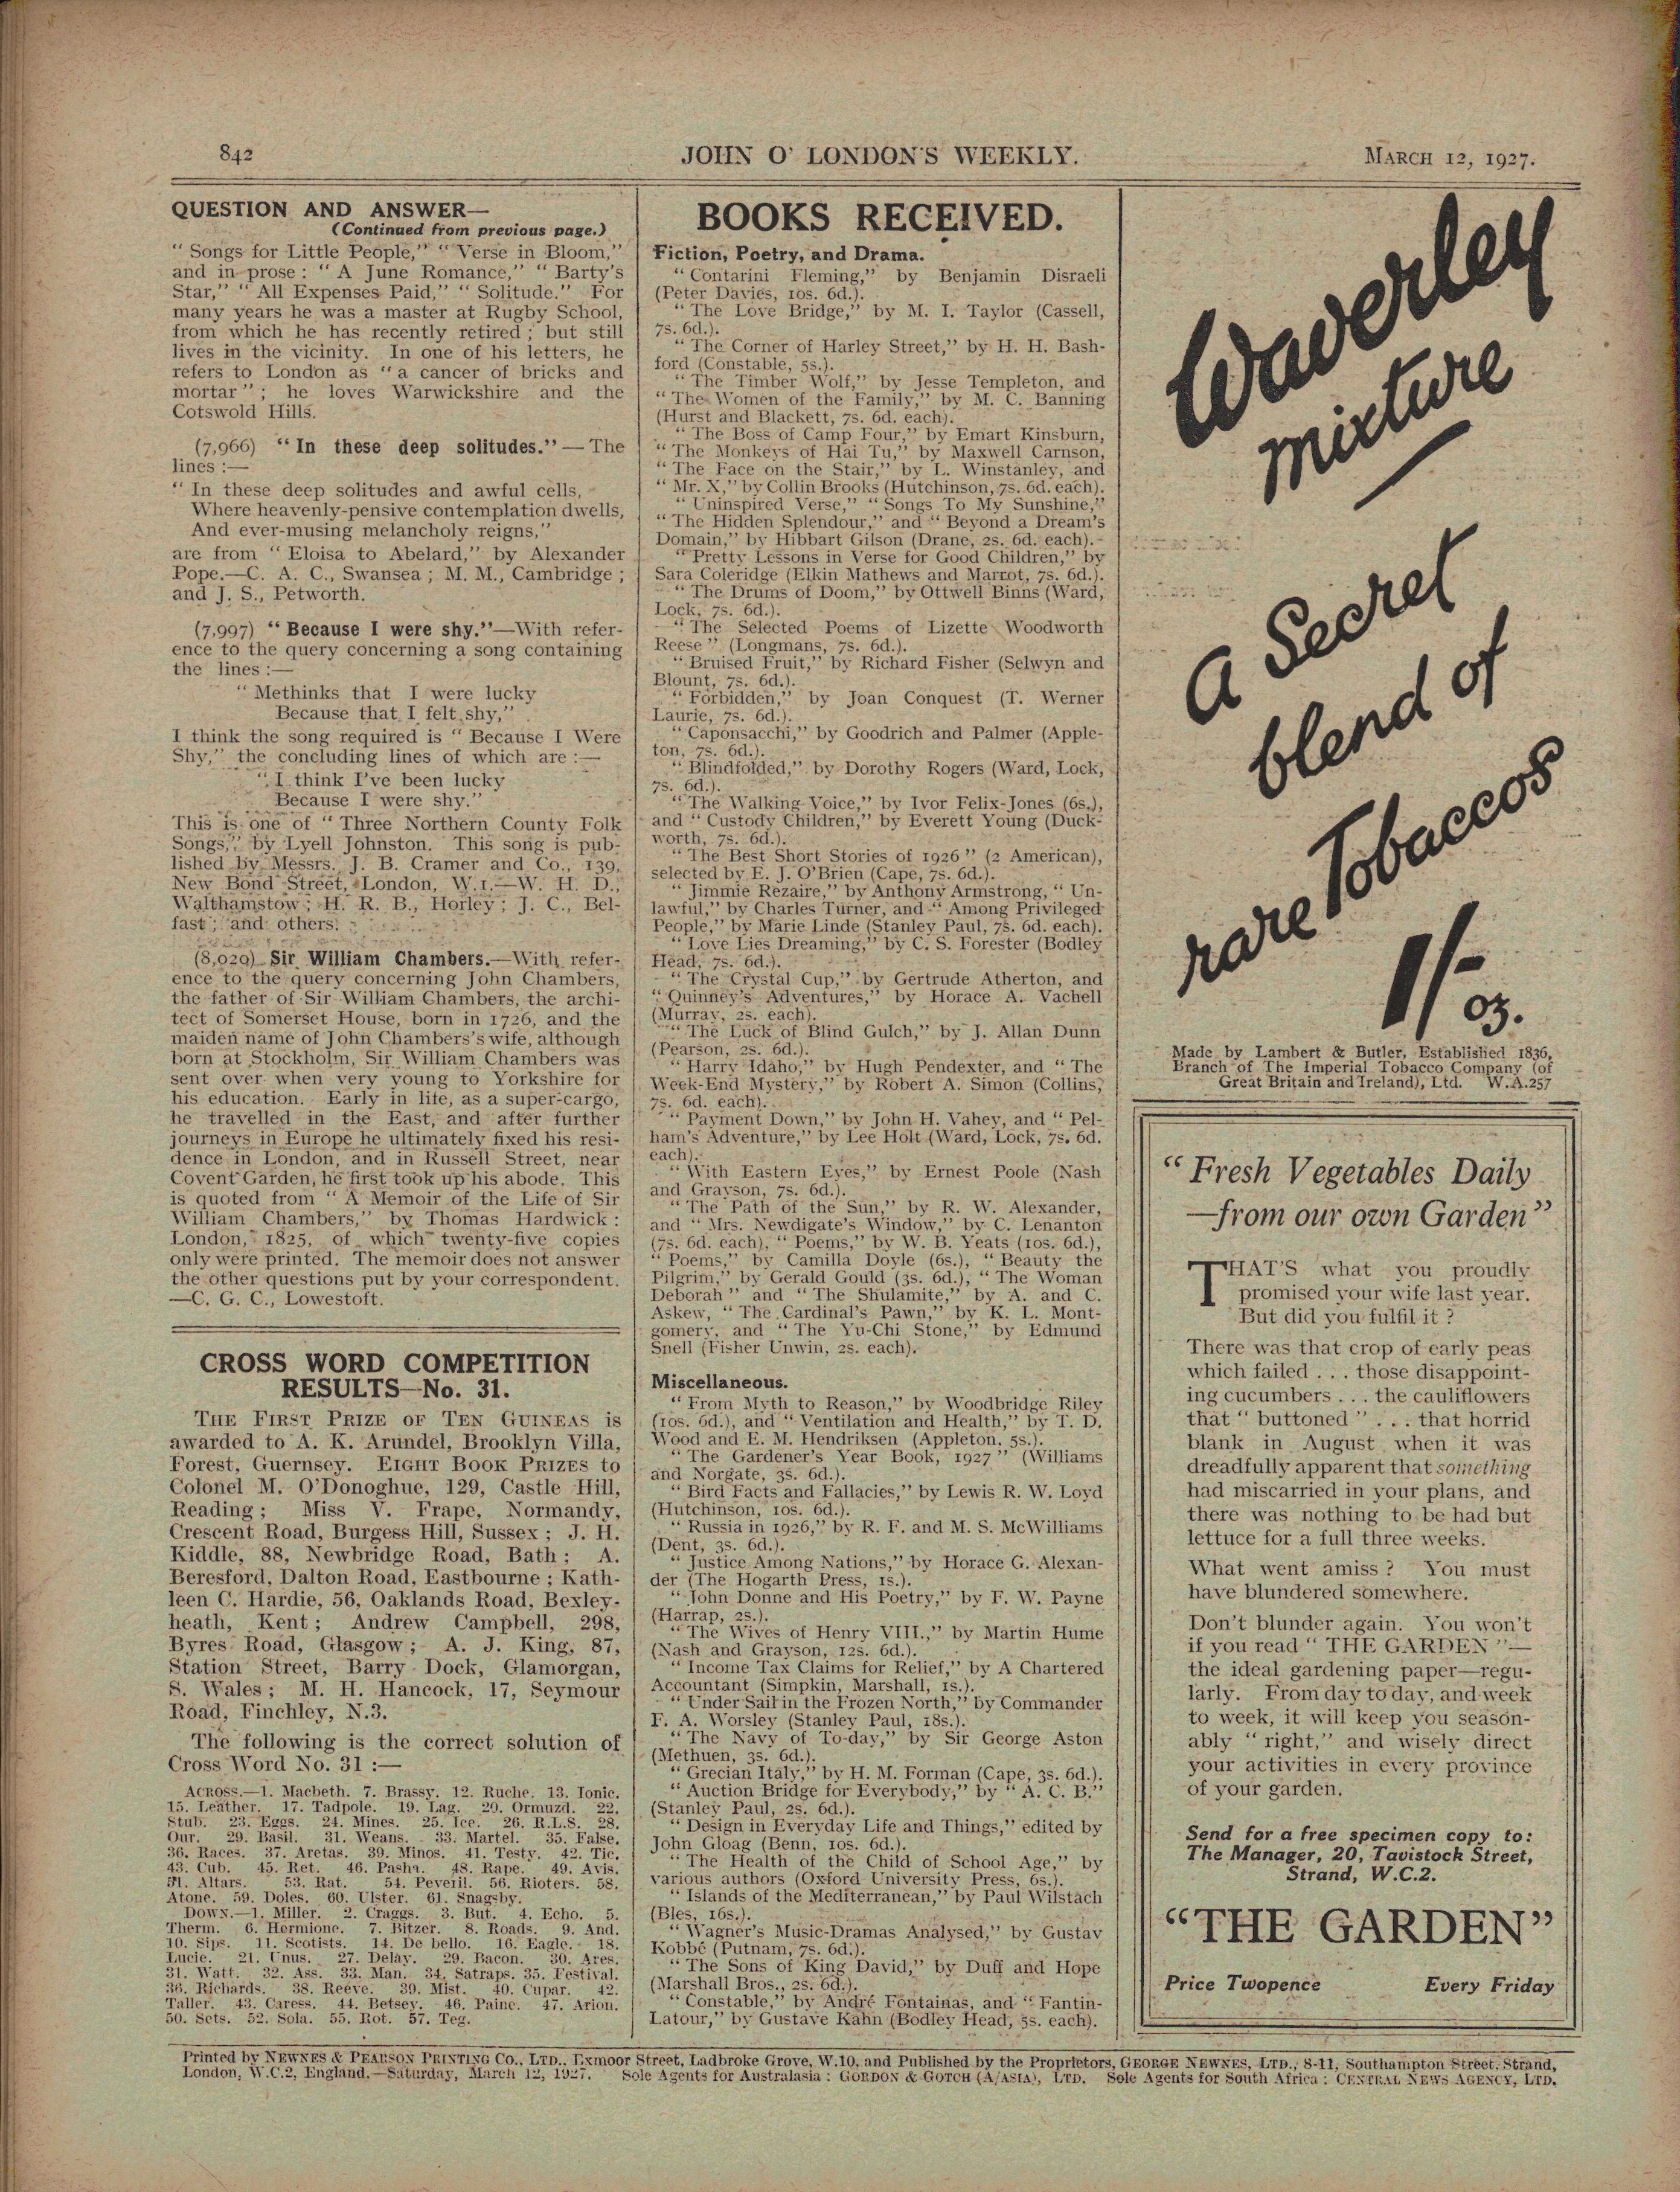 842
JOHN O' LONDON'S WEEKLY.
MARCH 12, 1927.
QUESTION AND ANSWER—
(Continued from previous page.)
" Songs for Little People," " Verse in Bloom,"
and in prose : " A June Romance," " Barty's
Star," " All Expenses Paid," " Solitude." For
many years he was a master at Rugby School,
from which he has recently retired ; but still
lives in the vicinity. In one of his letters, he
refers to London as " a cancer of bricks and
mortar " ; he loves Warwickshire and the
Cotswold Hills.
(7,966) " In these deep solitudes." — The
lines :—
" In these deep solitudes and awful cells,
Where heavenly-pensive contemplation dwells,
And ever-musing melancholy reigns,"
are from " Eloisa to Abelard," by Alexander
Pope.—C. A. C., Swansea ; M. M., Cambridge ;
and J. S., Petworth.
(7,997) " Because I were shy."—With refer-
ence to the query concerning a song containing
the lines :—
" Methinks that I were lucky
Because that I felt shy,"
I think the song required is " Because I Were
Shy," the concluding lines of which are :—
" I think I've been lucky
Because I were shy."
This is one of " Three Northern County Folk
Songs," by Lyell Johnston. This song is pub-
lished by Messrs. J. B. Cramer and Co., 139,
New Bond Street, London, W.1.—W. H. D.,
Walthamstow ; H. R. B., Horley ; J. C., Bel-
fast ; and others.
(8,029) Sir William Chambers.—With refer-
ence to the query concerning John Chambers,
the father of Sir William Chambers, the archi-
tect of Somerset House, born in 1726, and the
maiden name of John Chambers's wife, although
born at Stockholm, Sir William Chambers was
sent over when very young to Yorkshire for
his education. Early in life, as a super-cargo,
he travelled in the East, and after further
journeys in Europe he ultimately fixed his resi-
dence in London, and in Russell Street, near
Covent Garden, he first took up his abode. This
is quoted from " A Memoir of the Life of Sir
William Chambers," by Thomas Hardwick :
London, 1825, of which twenty-five copies
only were printed. The memoir does not answer
the other questions put by your correspondent.
—C. G. C., Lowestoft.
CROSS WORD COMPETITION
RESULTS—No. 31.
THE FIRST PRIZE OF TEN GUINEAS is
awarded to A. K. Arundel, Brooklyn Villa,
Forest, Guernsey. EIGHT BOOK PRIZES to
Colonel M. O'Donoghue, 129, Castle Hill,
Reading ; Miss V. Frape, Normandy,
Crescent Road, Burgess Hill, Sussex ; J. H.
Kiddle, 88, Newbridge Road, Bath ; A.
Beresford, Dalton Road, Eastbourne ; Kath-
leen C. Hardie, 56, Oaklands Road, Bexley-
heath, Kent ; Andrew Campbell, 298,
Byres Road, Glasgow ; A. J. King, 87,
Station Street, Barry Dock, Glamorgan,
S. Wales ; M. H. Hancock, 17, Seymour
Road, Finchley, N.3.
The following is the correct solution of
Cross Word No. 31 :—
ACROSS.—1. Macbeth. 7. Brassy. 12. Ruche. 13. Ionic.
15. Leather. 17. Tadpole. 19. Lag. 20. Ormuzd. 22.
Stub. 23. Eggs. 24. Mines. 25. Ice. 26. R.L.S. 28.
Our. 29. Basil. 31. Weans. 33. Martel. 35. False.
36. Races. 37. Aretas. 39. Minos. 41. Testy. 42. Tic.
43. Cub. 45. Ret. 46. Pasha. 48. Rape. 49. Avis.
51. Altars. 53. Rat. 54. Peveril. 56. Rioters. 58.
Atone. 59. Doles. 60. Ulster. 61. Snagsby.
DOWN.—1. Miller. 2. Craggs. 3. But. 4. Echo. 5.
Therm. 6. Hermione. 7. Bitzer. 8. Roads. 9. And.
10. Sips. 11. Scotists. 14. De bello. 16. Eagle. 18.
Lucie. 21. Unus. 27. Delay. 29. Bacon. 30. Ares.
31. Watt. 32. Ass. 33. Man. 34. Satraps. 35. Festival.
36. Richards. 38. Reeve. 39. Mist. 40. Cupar. 42.
Taller. 43. Caress. 44. Betsey. 46. Paine. 47. Arion.
50. Sets. 52. Sola. 55. Rot. 57. Teg.
BOOKS RECEIVED.
Fiction, Poetry, and Drama.
" Contarini Fleming," by Benjamin Disraeli
(Peter Davies, 10s. 6d.).
" The Love Bridge," by M. I. Taylor (Cassell,
7s. 6d.).
" The Corner of Harley Street," by H. H. Bash-
ford (Constable, 5s.).
" The Timber Wolf," by Jesse Templeton, and
" The Women of the Family," by M. C. Banning
(Hurst and Blackett, 7s. 6d. each).
" The Boss of Camp Four," by Emart Kinsburn,
" The Monkeys of Hai Tu," by Maxwell Carnson,
" The Face on the Stair," by L. Winstanley, and
" Mr. X," by Collin Brooks (Hutchinson, 7s. 6d. each).
" Uninspired Verse," " Songs To My Sunshine,"
" The Hidden Splendour," and " Beyond a Dream's
Domain," by Hibbart Gilson (Drane, 2s. 6d. each).
" Pretty Lessons in Verse for Good Children," by
Sara Coleridge (Elkin Mathews and Marrot, 7s. 6d.).
" The Drums of Doom," by Ottwell Binns (Ward,
Lock, 7s. 6d.).
" The Selected Poems of Lizette Woodworth
Reese " (Longmans, 7s. 6d.).
" Bruised Fruit," by Richard Fisher (Selwyn and
Blount, 7s. 6d.).
" Forbidden," by Joan Conquest (T. Werner
Laurie, 7s. 6d.).
" Caponsacchi," by Goodrich and Palmer (Apple-
ton, 7s. 6d.).
" Blindfolded," by Dorothy Rogers (Ward, Lock,
7s. 6d.).
" The Walking Voice," by Ivor Felix-Jones (6s.),
and " Custody Children," by Everett Young (Duck-
worth, 7s. 6d.).
" The Best Short Stories of 1926 " (2 American),
selected by E. J. O'Brien (Cape, 7s. 6d.).
" Jimmie Rezaire," by Anthony Armstrong, " Un-
lawful," by Charles Turner, and " Among Privileged
People," by Marie Linde (Stanley Paul, 7s. 6d. each).
" Love Lies Dreaming," by C. S. Forester (Bodley
Head, 7s. 6d.).
" The Crystal Cup," by Gertrude Atherton, and
" Quinney's Adventures," by Horace A. Vachell
(Murray, 2s. each).
" The Luck of Blind Gulch," by J. Allan Dunn
(Pearson, 2s. 6d.).
" Harry Idaho," by Hugh Pendexter, and " The
Week-End Mystery," by Robert A. Simon (Collins,
7s. 6d. each).
" Payment Down," by John H. Vahey, and " Pel-
ham's Adventure," by Lee Holt (Ward, Lock, 7s. 6d.
each).
" With Eastern Eyes," by Ernest Poole (Nash
and Grayson, 7s. 6d.).
" The Path of the Sun," by R. W. Alexander,
and " Mrs. Newdigate's Window," by C. Lenanton
(7s. 6d. each), " Poems," by W. B. Yeats (10s. 6d.),
" Poems," by Camilla Doyle (6s.), " Beauty the
Pilgrim," by Gerald Gould (3s. 6d.), " The Woman
Deborah " and " The Shulamite," by A. and C.
Askew, " The Cardinal's Pawn," by K. L. Mont-
gomery, and " The Yu-Chi Stone," by Edmund
Snell (Fisher Unwin, 2s. each).
Miscellaneous.
" From Myth to Reason," by Woodbridge Riley
(10s. 6d.), and " Ventilation and Health," by T. D.
Wood and E. M. Hendriksen (Appleton, 5s.).
" The Gardener's Year Book, 1927 " (Williams
and Norgate, 3s. 6d.).
" Bird Facts and Fallacies," by Lewis R. W. Loyd
(Hutchinson, 10s. 6d.).
" Russia in 1926," by R. F. and M. S. McWilliams
(Dent, 3s. 6d.).
" Justice Among Nations," by Horace G. Alexan-
der (The Hogarth Press, 1s.).
" John Donne and His Poetry," by F. W. Payne
(Harrap, 2s.).
" The Wives of Henry VIII.," by Martin Hume
(Nash and Grayson, 12s. 6d.).
" Income Tax Claims for Relief," by A Chartered
Accountant (Simpkin, Marshall, 1s.).
" Under Sail in the Frozen North," by Commander
F. A. Worsley (Stanley Paul, 18s.).
" The Navy of To-day," by Sir George Aston
(Methuen, 3s. 6d.).
" Grecian Italy," by H. M. Forman (Cape, 3s. 6d.).
" Auction Bridge for Everybody," by " A. C. B."
(Stanley Paul, 2s. 6d.).
" Design in Everyday Life and Things," edited by
John Gloag (Benn, 10s. 6d.).
" The Health of the Child of School Age," by
various authors (Oxford University Press, 6s.).
" Islands of the Mediterranean," by Paul Wilstach
(Bles, 16s.).
" Wagner's Music-Dramas Analysed," by Gustav
Kobbé (Putnam, 7s. 6d.).
" The Sons of King David," by Duff and Hope
(Marshall Bros., 2s. 6d.).
" Constable," by André Fontainas, and " Fantin-
Latour," by Gustave Kahn (Bodley Head, 5s. each).
Waverley
mixture
a Secret
blend of
rare Tobaccos
1/-
oz.
Made by Lambert & Butler, Established 1836,
Branch of The Imperial Tobacco Company (of
Great Britain and Ireland), Ltd. W.A.257
" Fresh Vegetables Daily
—from our own Garden "
THAT'S what you proudly
promised your wife last year.
But did you fulfil it ?
There was that crop of early peas
which failed . . . those disappoint-
ing cucumbers . . . the cauliflowers
that " buttoned " . . . that horrid
blank in August when it was
dreadfully apparent that something
had miscarried in your plans, and
there was nothing to be had but
lettuce for a full three weeks.
What went amiss ? You must
have blundered somewhere.
Don't blunder again. You won't
if you read " THE GARDEN "—
the ideal gardening paper—regu-
larly. From day to day, and week
to week, it will keep you season-
ably " right," and wisely direct
your activities in every province
of your garden.
Send for a free specimen copy to:
The Manager, 20, Tavistock Street,
Strand, W.C.2.
"THE GARDEN"
Price Twopence
Every Friday
Printed by NEWNES & PEARSON PRINTING CO., LTD., Exmoor Street, Ladbroke Grove, W.10, and Published by the Proprietors, GEORGE NEWNES, LTD., 8-11, Southampton Street, Strand,
London, W.C.2, England.—Saturday, March 12, 1927. Sole Agents for Australasia : GORDON & GOTCH (A/ASIA), LTD. Sole Agents for South Africa : CENTRAL NEWS AGENCY, LTD.